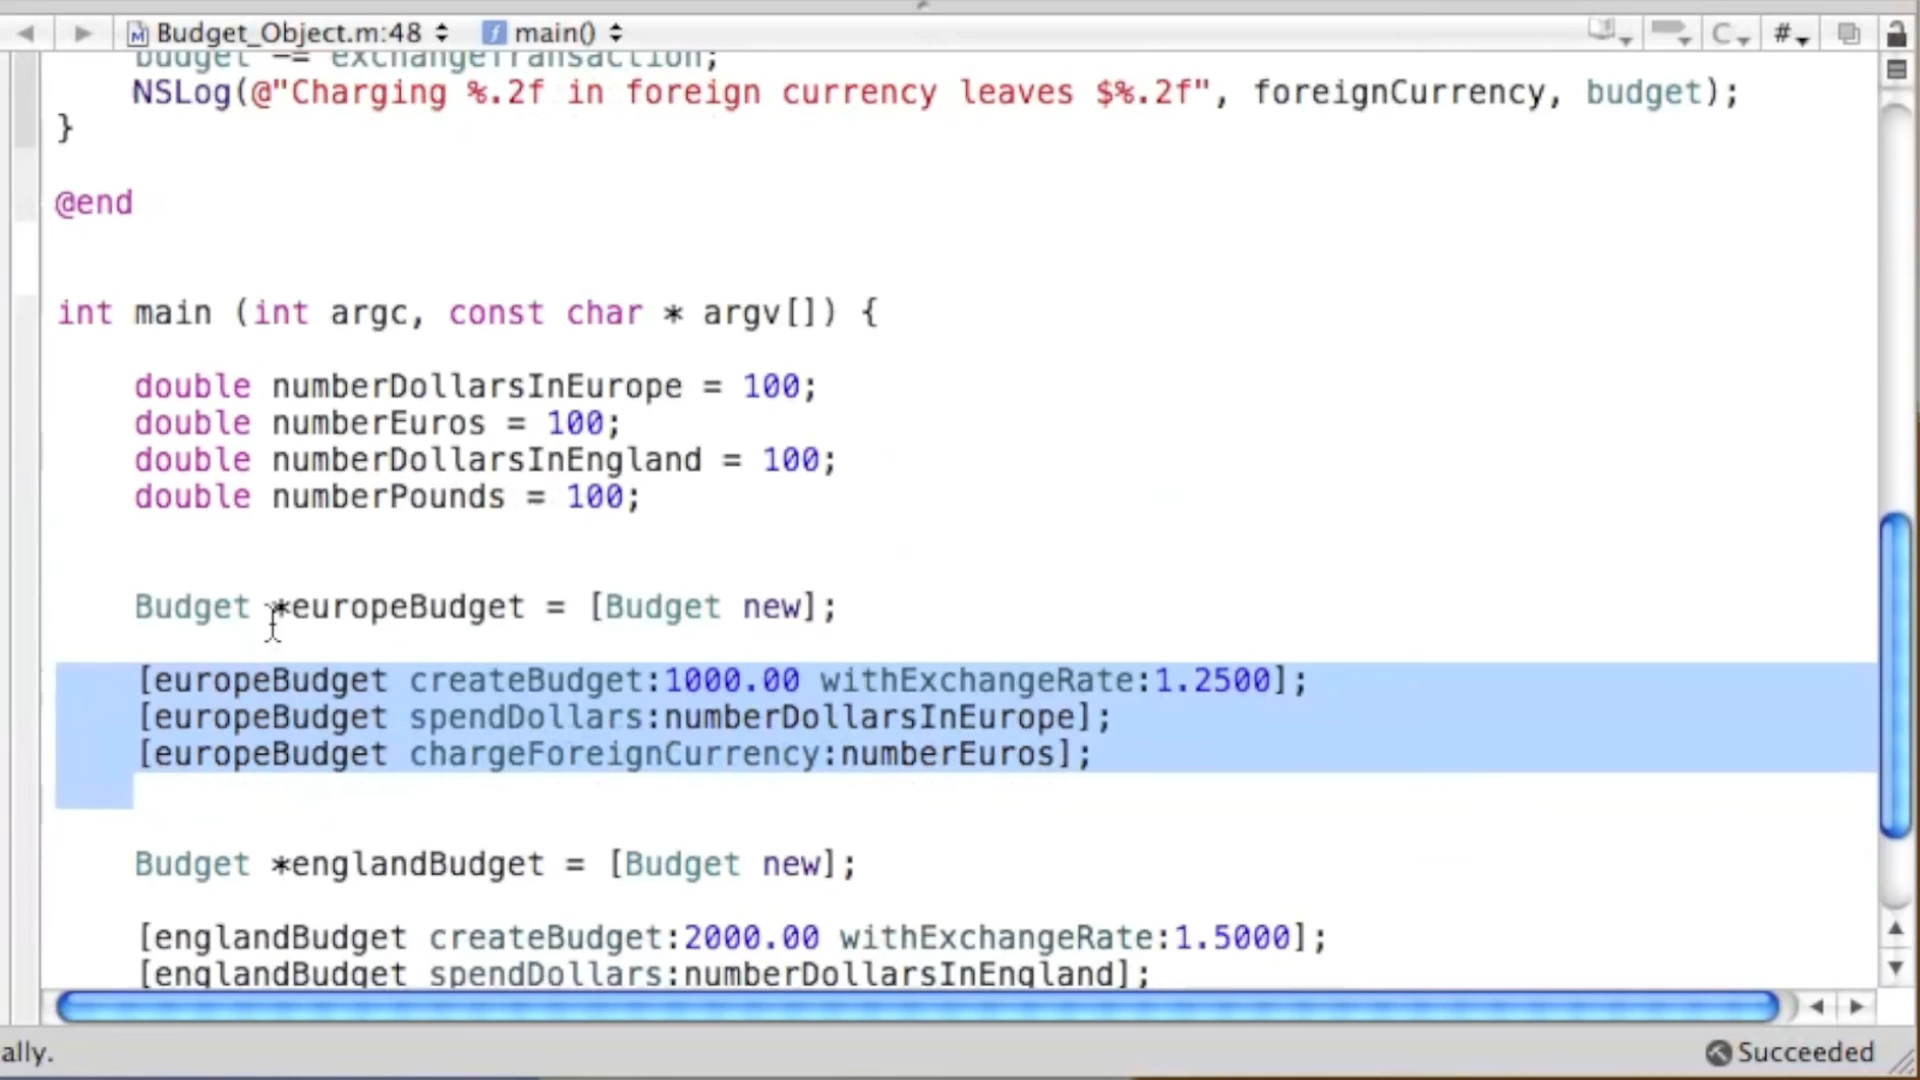 Budget_Object.m:48 main() C #
budget -= exchangeTransaction;
NSLog(@"Charging %.2f in foreign currency leaves $%.2f", foreignCurrency, budget);
}
@end
int main (int argc, const char * argv[]) {
double numberDollarsInEurope = 100;
double numberEuros = 100;
double numberDollarsInEngland = 100;
double numberPounds = 100;
Budget *europeBudget = [Budget new];
[europeBudget createBudget:1000.00 withExchangeRate:1.2500];
[europeBudget spendDollars:numberDollarsInEurope];
[europeBudget chargeForeignCurrency:numberEuros];
Budget *englandBudget = [Budget new];
[englandBudget createBudget:2000.00 withExchangeRate:1.5000];
[englandBudget spendDollars:numberDollarsInEngland];
ally. Succeeded